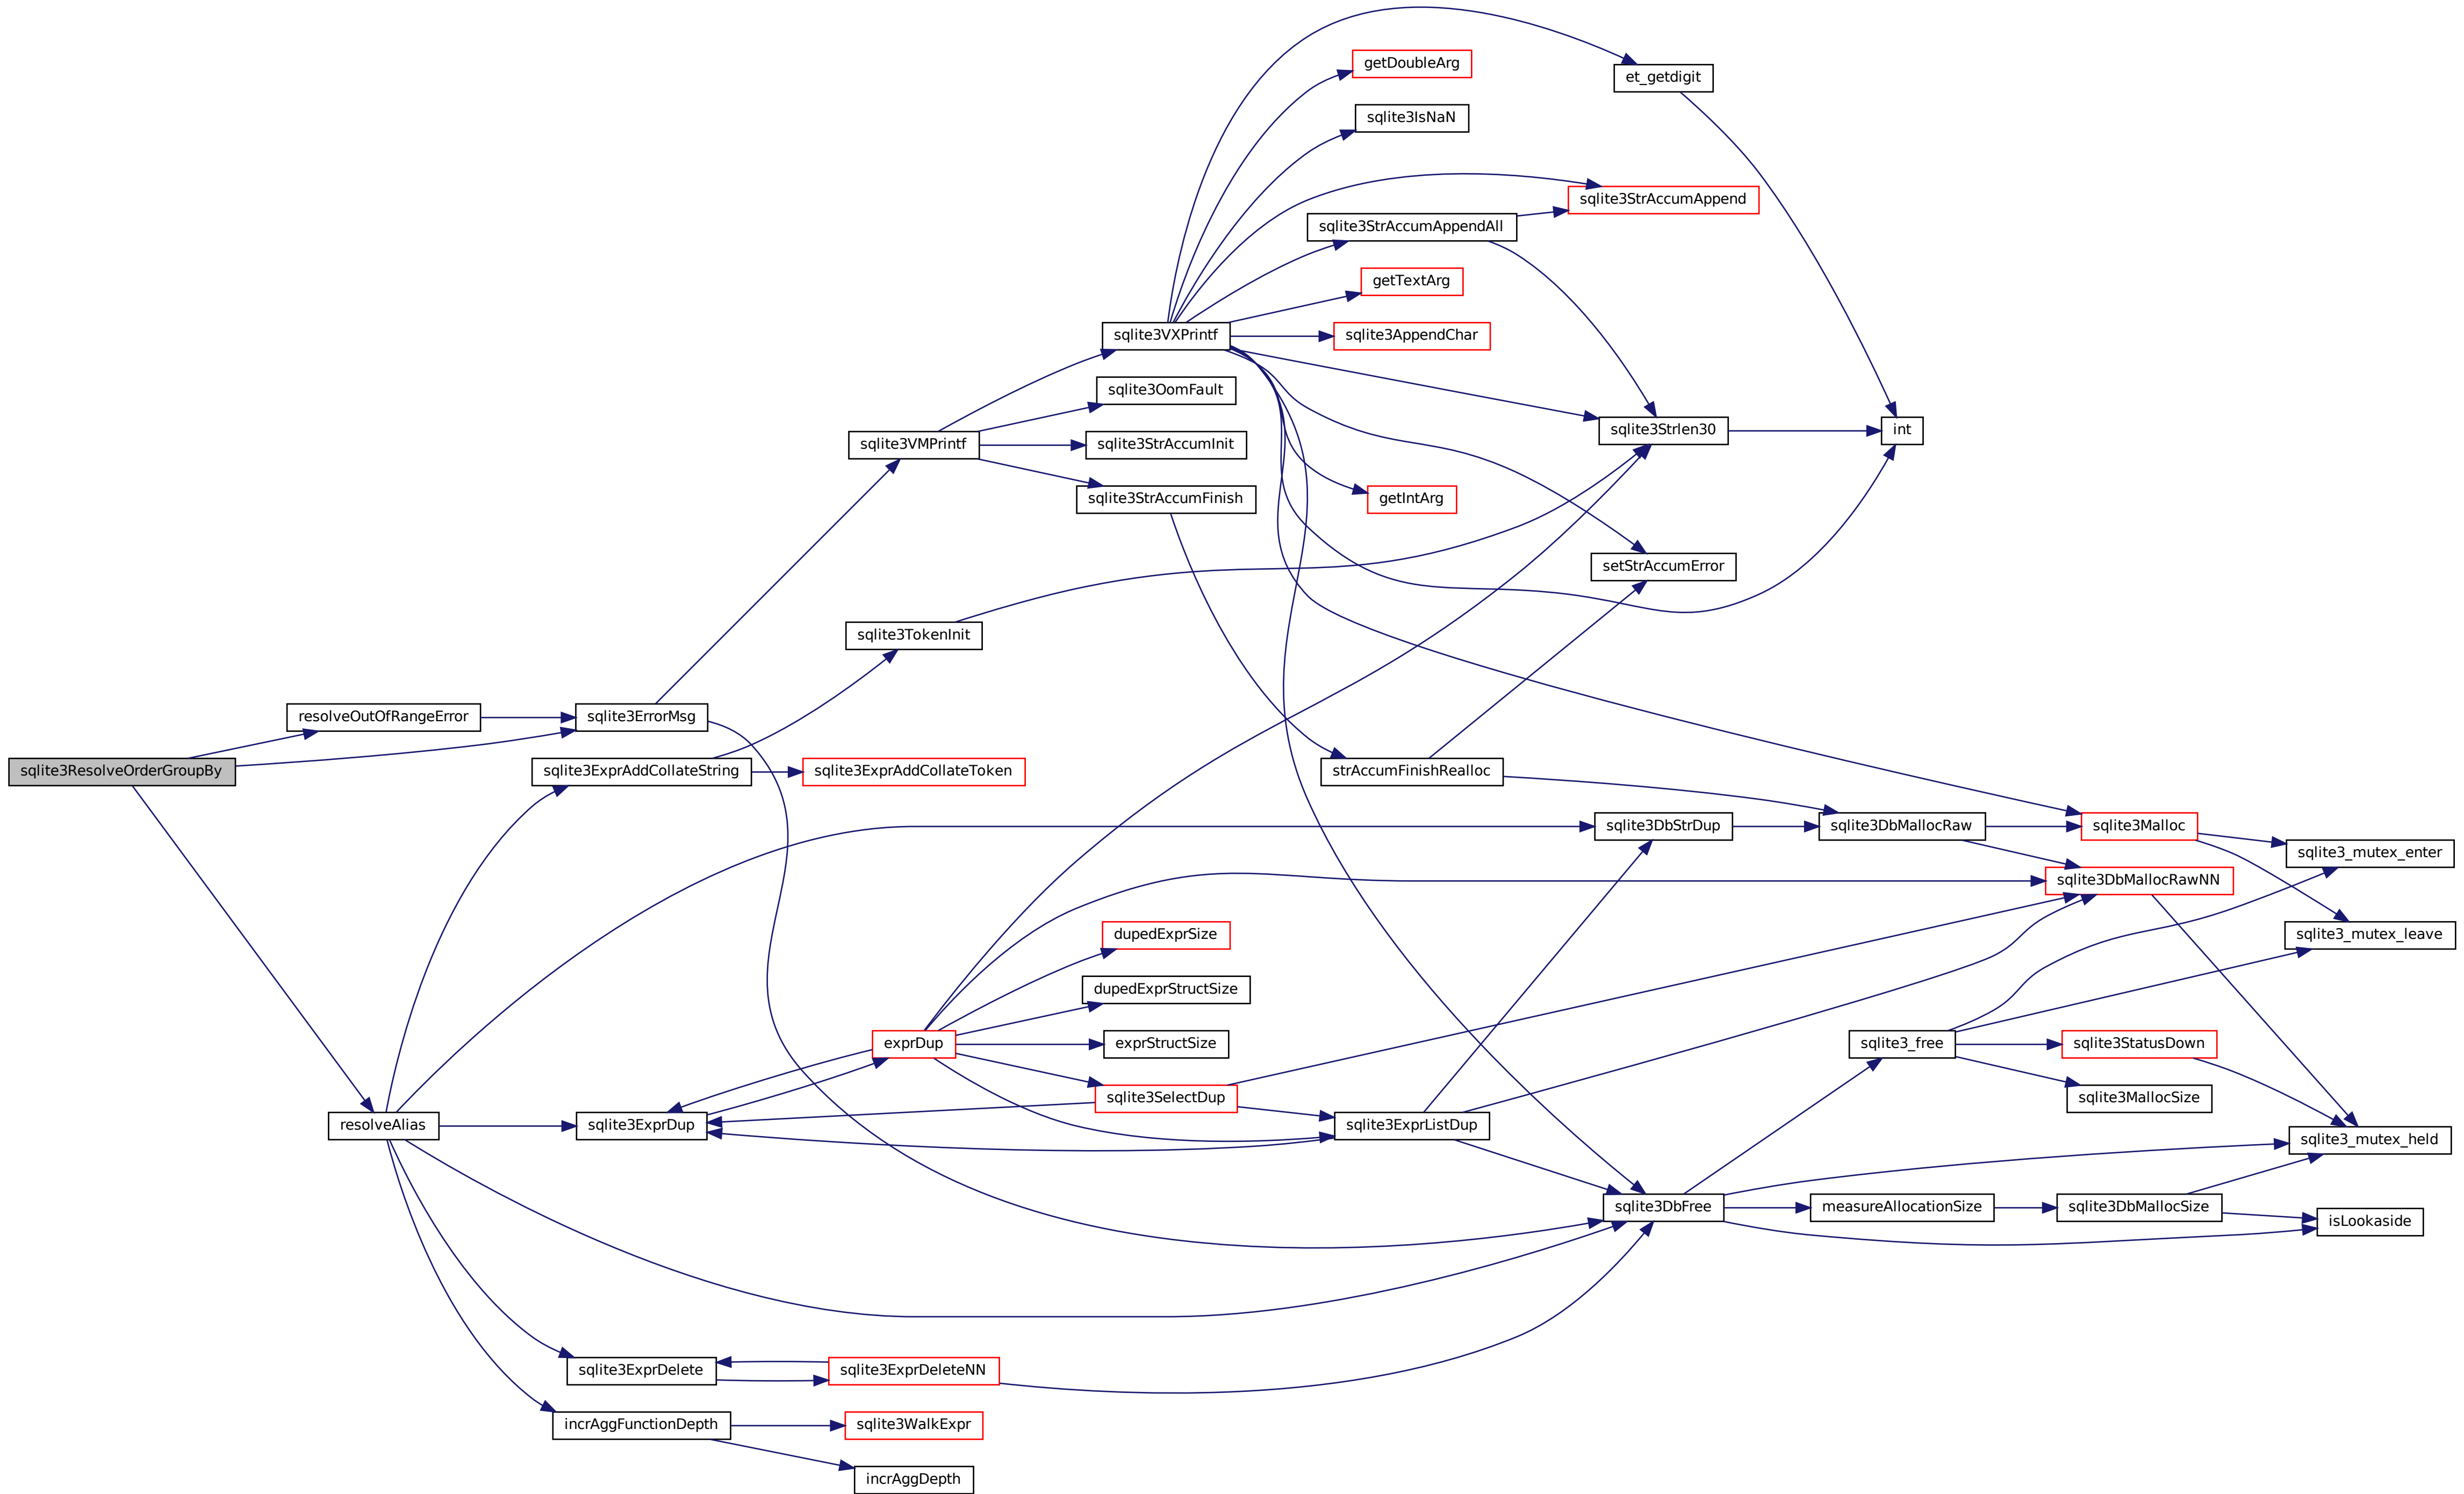 et_getdigit
getDoubleArg
sqlite3IsNaN
sqlite3StrAccumAppend
sqlite3StrAccumAppendAll
getTextArg
sqlite3VXPrintf
sqlite3AppendChar
sqlite3OomFault
sqlite3Strlen30
int
sqlite3VMPrintf
sqlite3StrAccumInit
sqlite3StrAccumFinish
getIntArg
setStrAccumError
sqlite3TokenInit
resolveOutOfRangeError
sqlite3ErrorMsg
sqlite3ResolveOrderGroupBy
sqlite3ExprAddCollateString
sqlite3ExprAddCollateToken
strAccumFinishRealloc
sqlite3DbStrDup
sqlite3DbMallocRaw
sqlite3Malloc
sqlite3_mutex_enter
sqlite3DbMallocRawNN
dupedExprSize
sqlite3_mutex_leave
dupedExprStructSize
exprDup
exprStructSize
sqlite3_free
sqlite3StatusDown
sqlite3SelectDup
sqlite3MallocSize
resolveAlias
sqlite3ExprDup
sqlite3ExprListDup
sqlite3_mutex_held
sqlite3DbFree
measureAllocationSize
sqlite3DbMallocSize
isLookaside
sqlite3ExprDelete
sqlite3ExprDeleteNN
incrAggFunctionDepth
sqlite3WalkExpr
incrAggDepth